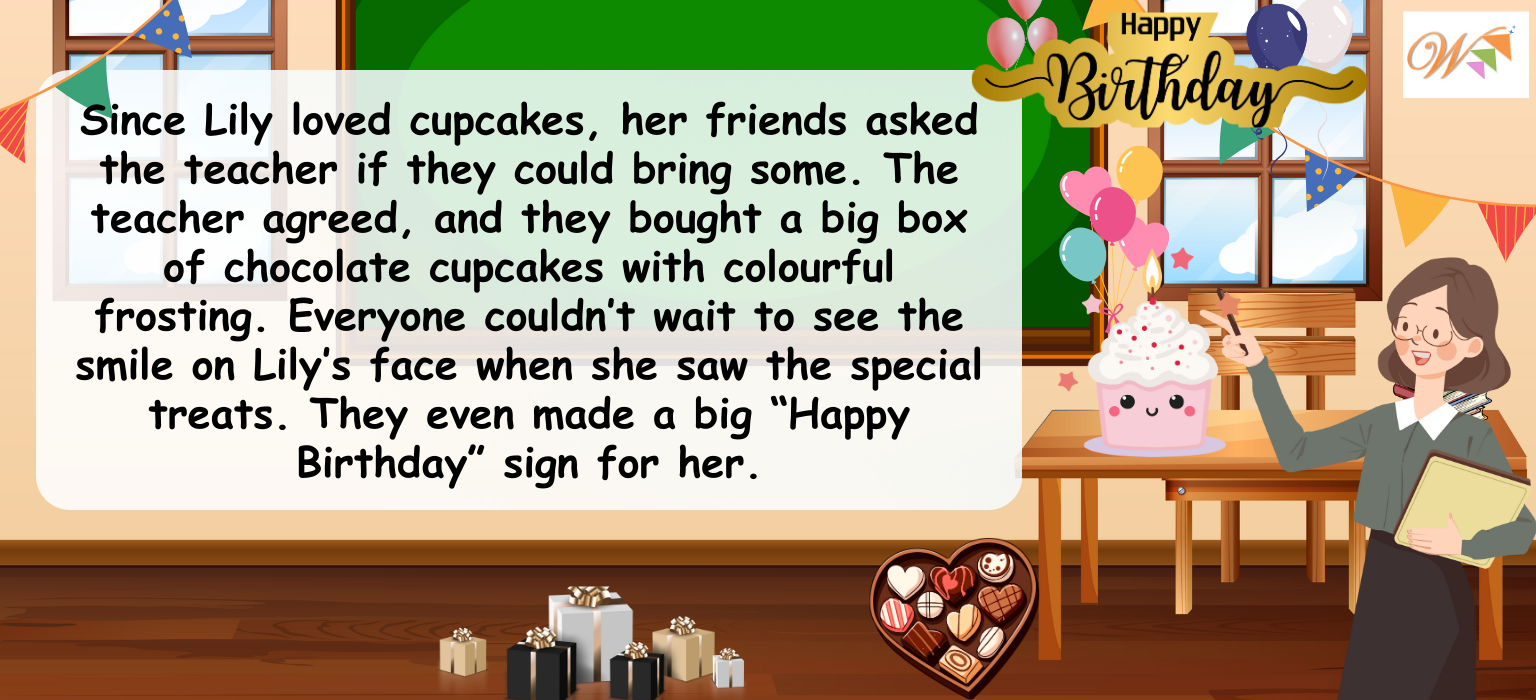 Happy
Birthday
W
Since Lily loved cupcakes, her friends asked
the teacher if they could bring some. The
teacher agreed, and they bought a big box
of chocolate cupcakes with colourful
frosting. Everyone couldn’t wait to see the
smile on Lily’s face when she saw the special
treats. They even made a big “Happy
Birthday” sign for her.